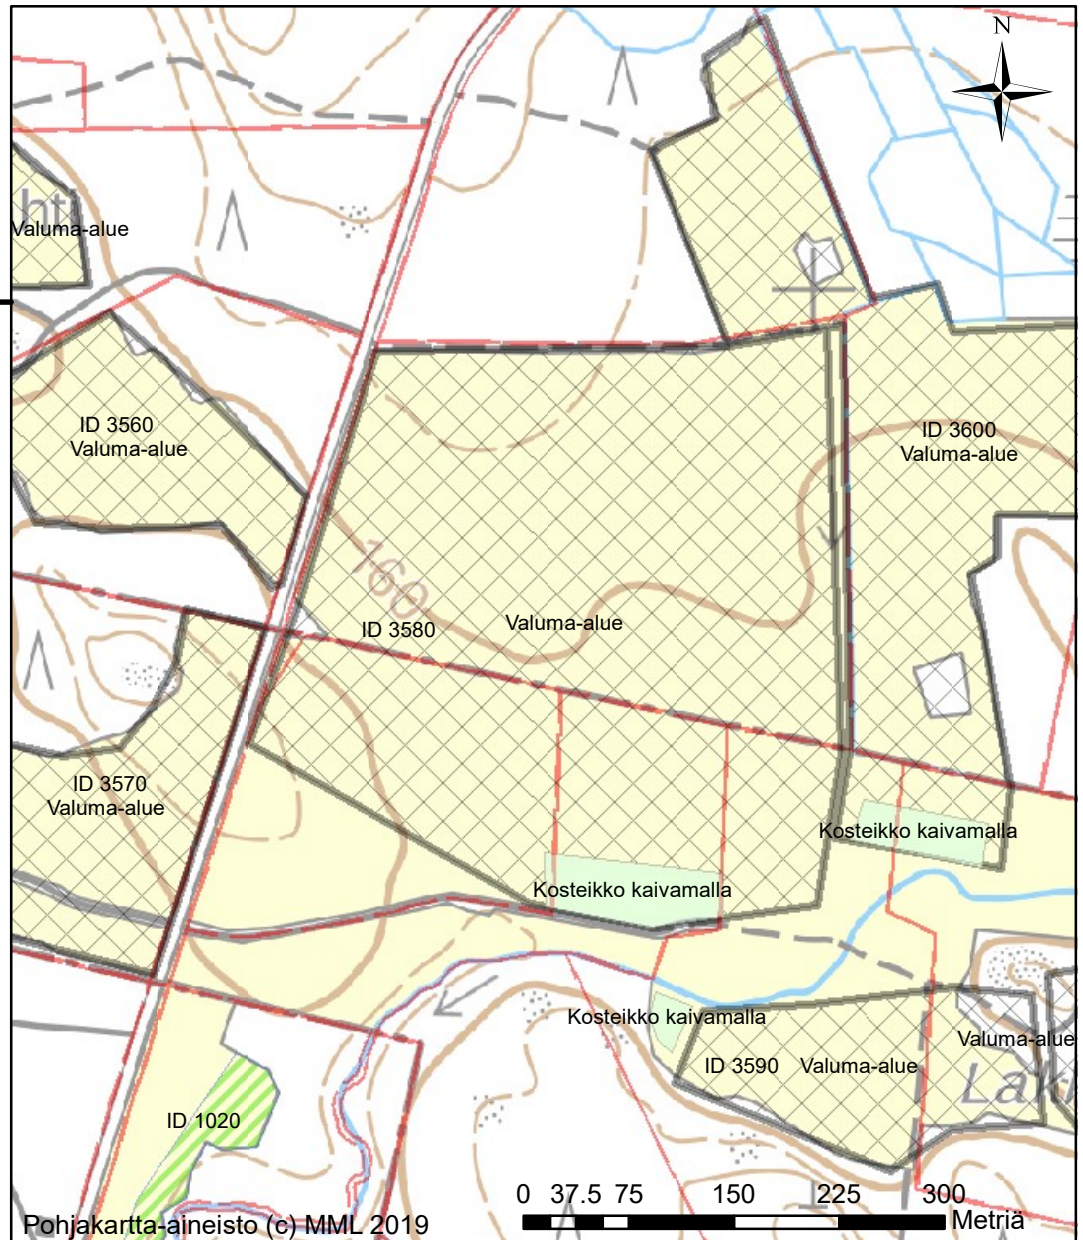 N
hti
Valuma-alue
ID 3560
Valuma-alue
ID 3600
Valuma-alue
160
ID 3580
Valuma-alue
ID 3570
Valuma-alue
Kosteikko kaivamalla
Kosteikko kaivamalla
Kosteikko kaivamalla
Valuma-alue
ID 3590
Valuma-alue
ID 1020
0 37.5 75 150 225 300
Metriä
Pohjakartta-aineisto (c) MML 2019